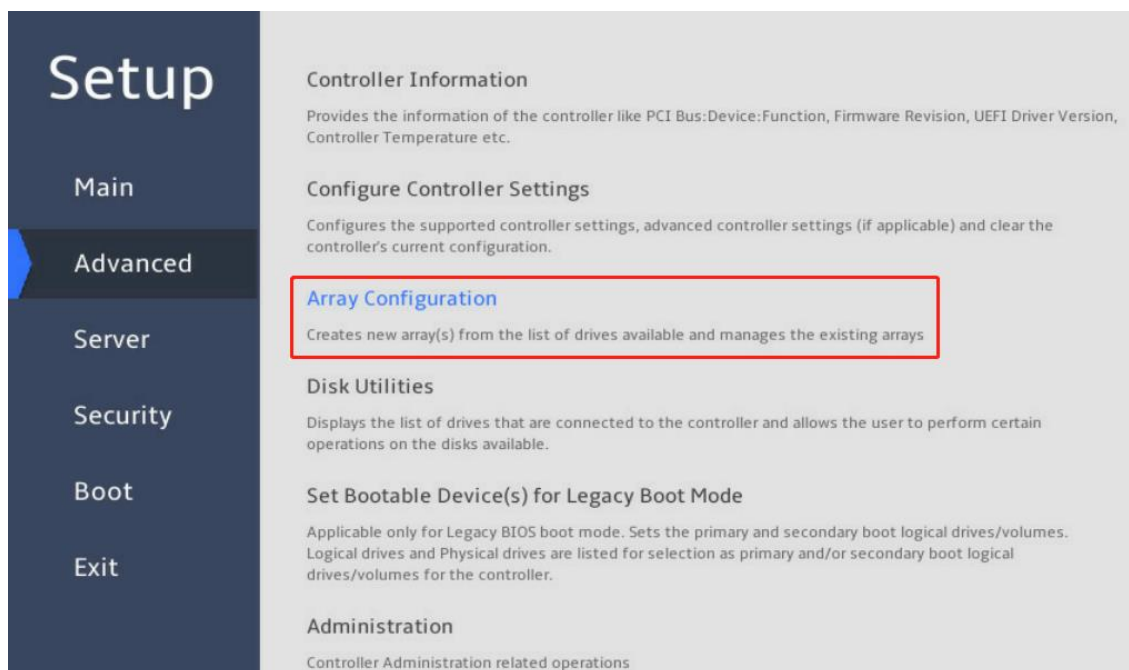 Setup
Main
Advanced
Server
Security
Boot
Exit
Controller Information
Provides the information of the controller like PCI Bus:Device:Function, Firmware Revision, UEFI Driver Version,
Controller Temperature etc.
Configure Controller Settings
Configures the supported controller settings, advanced controller settings (if applicable) and clear the
controller's current configuration.
Array Configuration
Creates new array(s) from the list of drives available and manages the existing arrays
Disk Utilities
Displays the list of drives that are connected to the controller and allows the user to perform certain
operations on the disks available.
Set Bootable Device(s) for Legacy Boot Mode
Applicable only for Legacy BIOS boot mode. Sets the primary and secondary boot logical drives/volumes.
Logical drives and Physical drives are listed for selection as primary and/or secondary boot logical
drives/volumes for the controller.
Administration
Controller Administration related operations